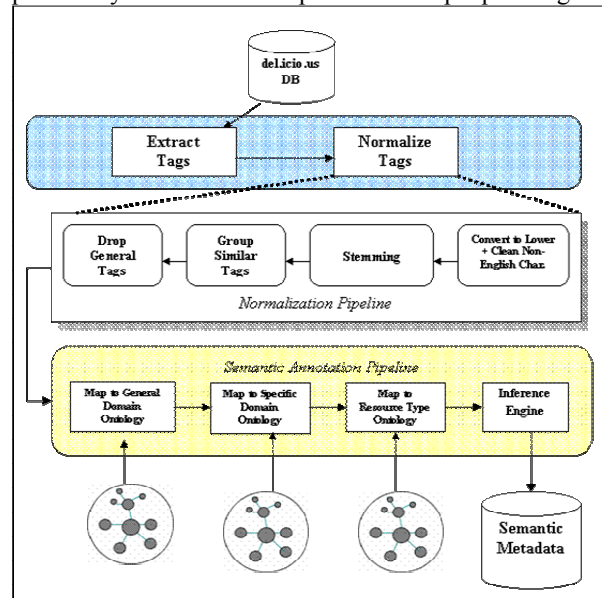 del.icio.us
DB
Extract
Tags
Normalize
Tags
Drop
General
Tags
Group
Similar
Tags
Stemming
Convert to Lower
+ Clean Non-
English Char.
Normalization Pipeline
Semantic Annotation Pipeline
Map to General
Domain
Ontology
Map to Specific
Domain
Ontology
Map to
Resource Type
Ontology
Inference
Engine
Semantic
Metadata